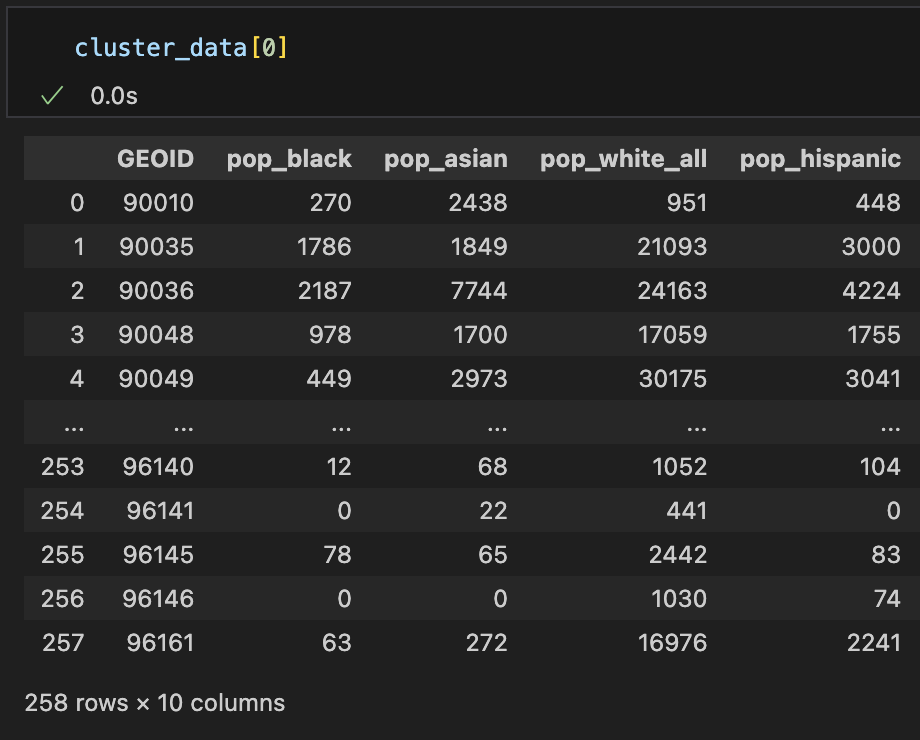 cluster_data[0]
✓ 0.0s
GEOID pop_black pop_asian pop_white_all pop_hispanic
0 90010 270 2438 951 448
1 90035 1786 1849 21093 3000
2 90036 2187 7744 24163 4224
3 90048 978 1700 17059 1755
4 90049 449 2973 30175 3041
... ... ... ... ... ...
253 96140 12 68 1052 104
254 96141 0 22 441 0
255 96145 78 65 2442 83
256 96146 0 0 1030 74
257 96161 63 272 16976 2241
258 rows × 10 columns